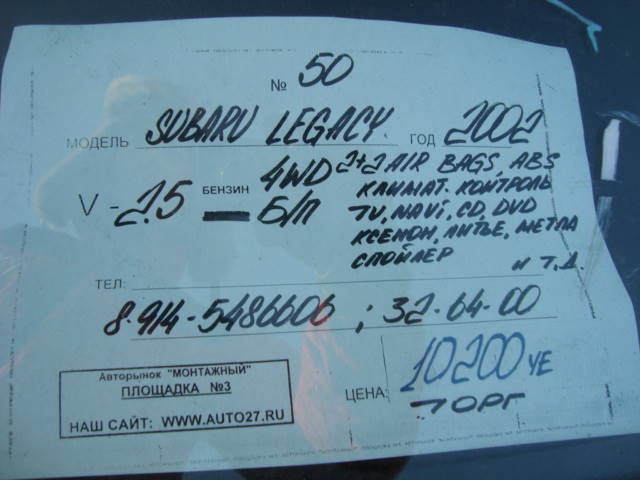 № 50
МОДЕЛЬ SUBARU LEGACY. ГОД 2002
V - 2.5 БЕНЗИН 4WD 2+2 AIR BAGS, ABS
Б/П КЛИМАТ. КОНТРОЛЬ
TV, NAVi, CD, DVD
КСЕНОН, ЛИТЬЕ, МЕТЛА
СПОЙЛЕР И Т.Д.
ТЕЛ:
8-914-5486606 ; 32-64-00
Авторынок "МОНТАЖНЫЙ"
ПЛОЩАДКА №3
НАШ САЙТ: WWW.AUTO27.RU
ЦЕНА: 10200 УЕ
ТОРГ